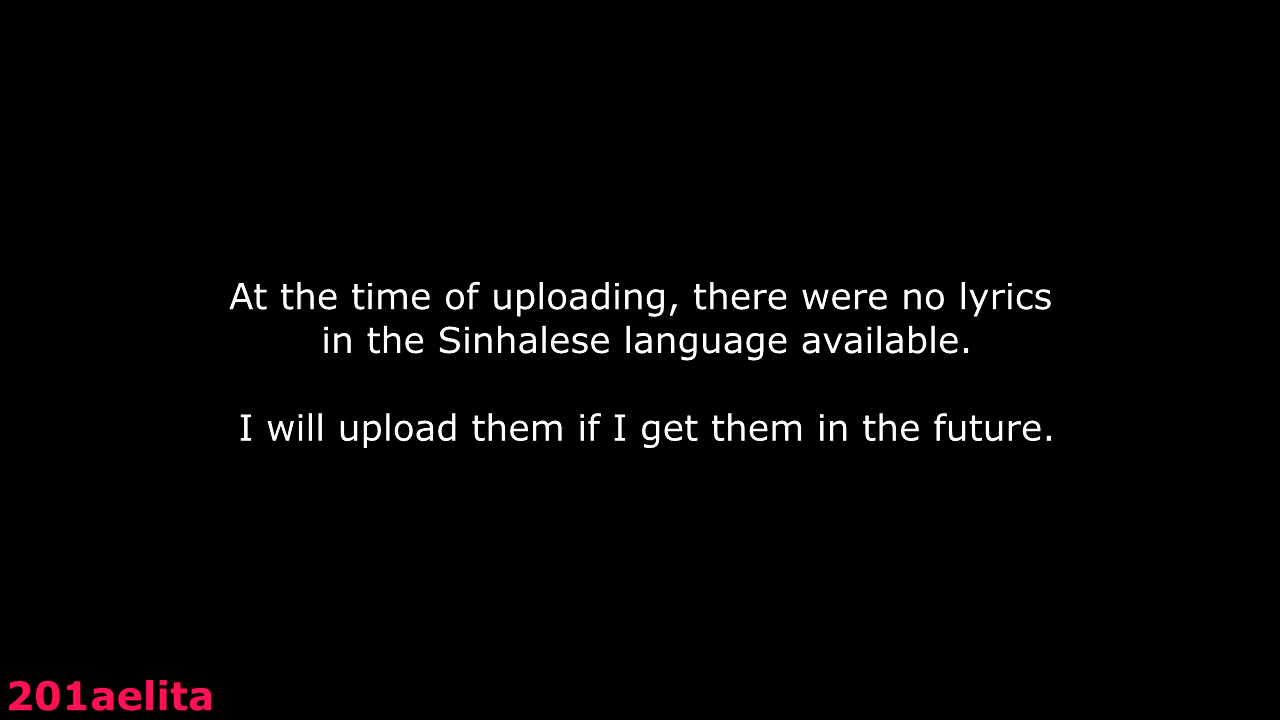 At the time of uploading, there were no lyrics
in the Sinhalese language available.
I will upload them if I get them in the future.
201aelita